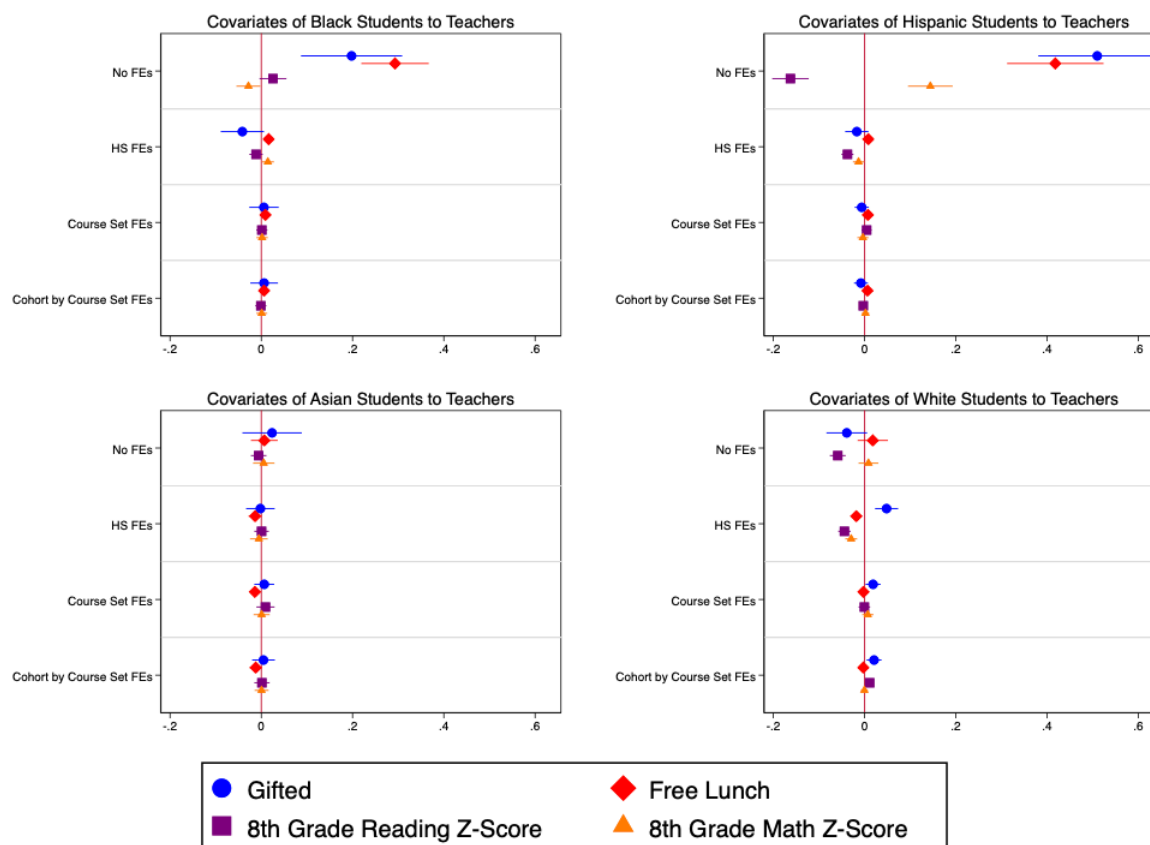 Covariates of Black Students to Teachers
No FEs
HS FEs
Course Set FEs
Cohort by Course Set FEs
-.2 0 .2 .4 .6
Covariates of Hispanic Students to Teachers
No FEs
HS FEs
Course Set FEs
Cohort by Course Set FEs
-.2 0 .2 .4 .6
Covariates of Asian Students to Teachers
No FEs
HS FEs
Course Set FEs
Cohort by Course Set FEs
-.2 0 .2 .4 .6
Covariates of White Students to Teachers
No FEs
HS FEs
Course Set FEs
Cohort by Course Set FEs
-.2 0 .2 .4 .6
Gifted Free Lunch
8th Grade Reading Z-Score 8th Grade Math Z-Score